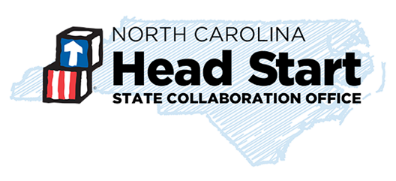 NORTH CAROLINA
Head Start
STATE COLLABORATION OFFICE